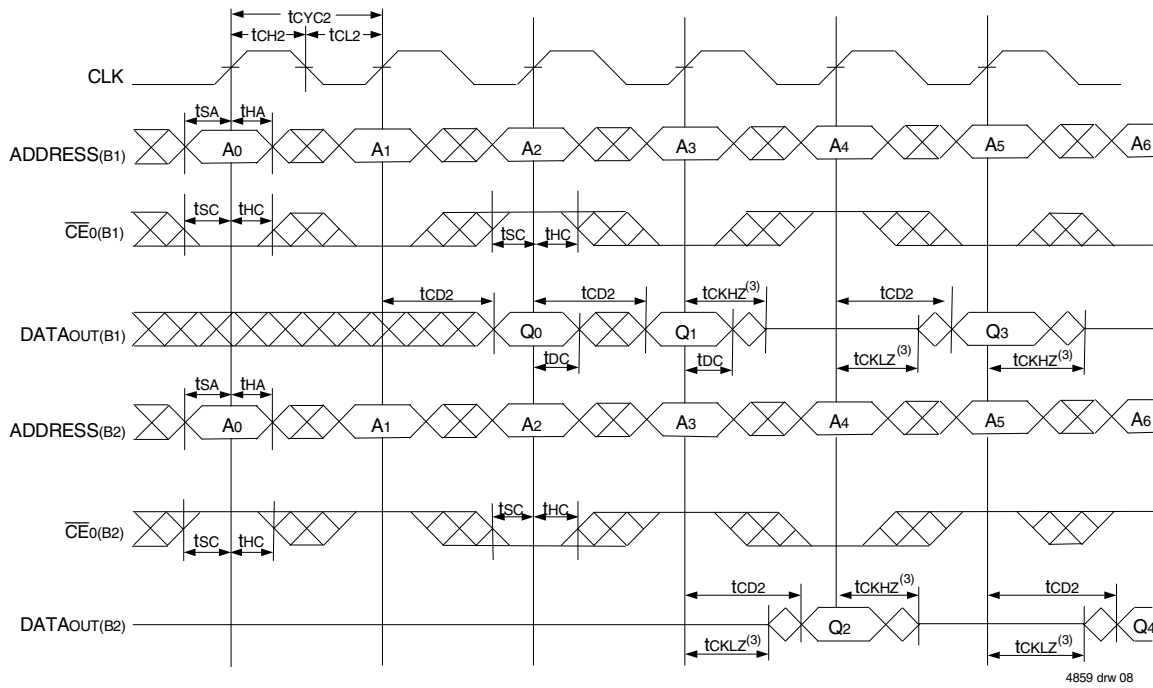 tCYC2
tCH2 tCL2
CLK
tSA tHA
ADDRESS(B1) A0 A1 A2 A3 A4 A5 A6
tSC tHC
CE0(B1)
tSC tHC
tCD2 tCD2 tCKHZ(3) tCD2
DATAOUT(B1) Q0 Q1 Q3
tDC tDC tCKLZ(3) tCKHZ(3)
tSA tHA
ADDRESS(B2) A0 A1 A2 A3 A4 A5 A6
tSC tHC
CE0(B2)
tSC tHC
tCD2 tCKHZ(3) tCD2
DATAOUT(B2) Q2 Q4
tCKLZ(3) tCKLZ(3)
4859 drw 08